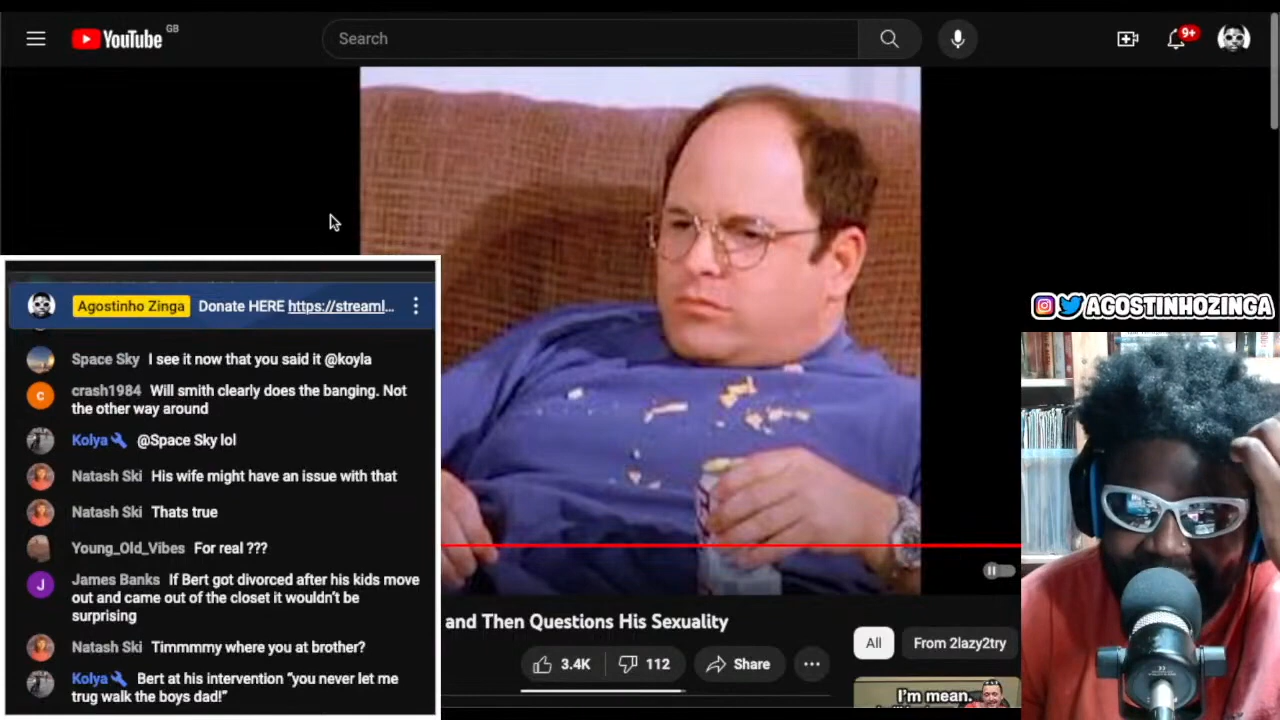 YouTube GB
Search
9+
Agostinho Zinga Donate HERE https://streaml...
Space Sky I see it now that you said it @koyla
crash1984 Will smith clearly does the banging. Not
the other way around
Kolya @Space Sky lol
Natash Ski His wife might have an issue with that
Natash Ski Thats true
Young_Old_Vibes For real ???
James Banks If Bert got divorced after his kids move
out and came out of the closet it wouldn't be
surprising
Natash Ski Timmmmy where you at brother?
Kolya Bert at his intervention “you never let me
trug walk the boys dad!”
C
J
AGOSTINHOZINGA
and Then Questions His Sexuality
3.4K
112
Share
All
From 2lazy2try
I'm mean.